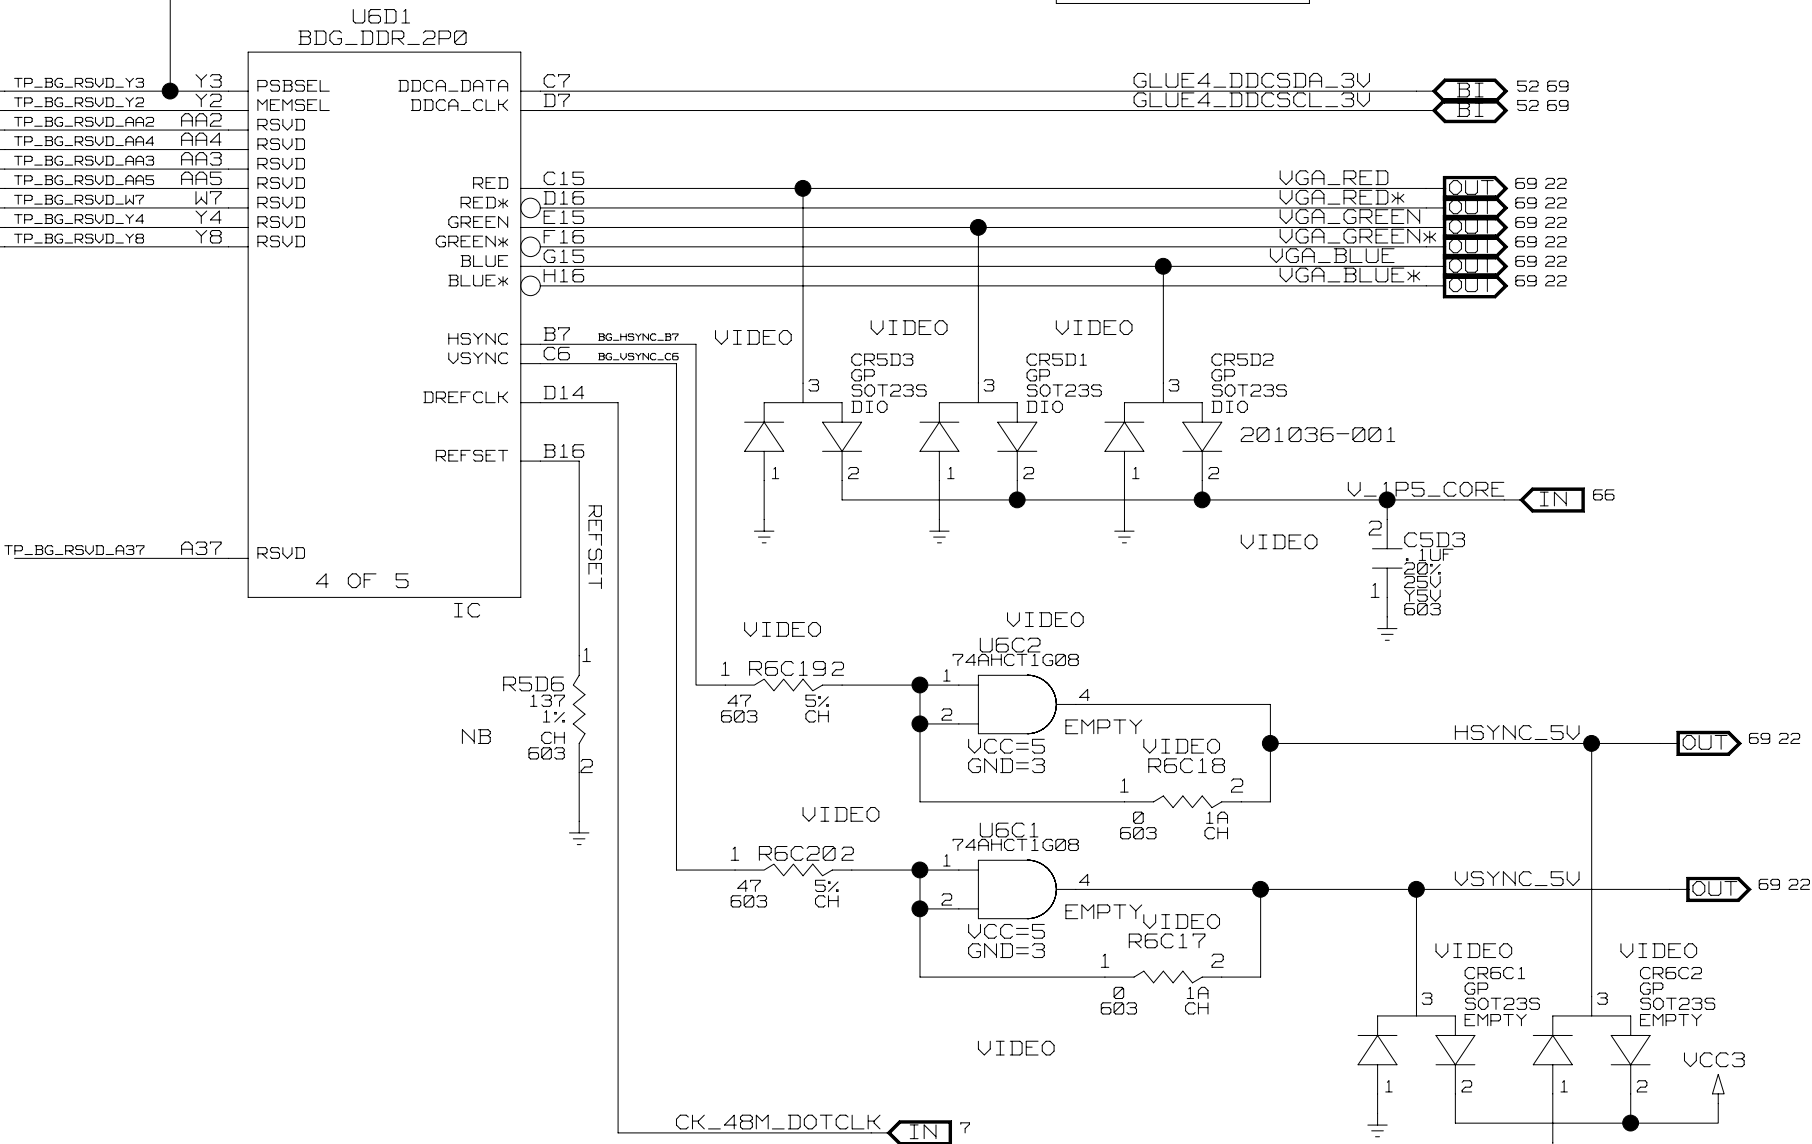 U6D1
BDG_DDR_2P0
TP_BG_RSVD_Y3 Y3 PSBSEL
TP_BG_RSVD_Y2 Y2 MEMSEL
TP_BG_RSVD_AA2 AA2 RSVD
TP_BG_RSVD_AA4 AA4 RSVD
TP_BG_RSVD_AA3 AA3 RSVD
TP_BG_RSVD_AA5 AA5 RSVD
TP_BG_RSVD_W7 W7 RSVD
TP_BG_RSVD_Y4 Y4 RSVD
TP_BG_RSVD_Y8 Y8 RSVD
TP_BG_RSVD_A37 A37 RSVD
4 OF 5
IC
DDCA_DATA C7 GLUE4_DDCSDA_3V BI 52 69
DDCA_CLK D7 GLUE4_DDCSCL_3V BI 52 69
RED C15 VGA_RED OUT 69 22
RED* D16 VGA_RED* OUT 69 22
GREEN E15 VGA_GREEN OUT 69 22
GREEN* F16 VGA_GREEN* OUT 69 22
BLUE G15 VGA_BLUE OUT 69 22
BLUE* H16 VGA_BLUE* OUT 69 22
HSYNC B7 BG_HSYNC_B7
VSYNC C6 BG_VSYNC_C6
DREFCLK D14
REFSET B16
REFSET
VIDEO VIDEO VIDEO
CR5D3
GP
SOT23S
DIO
3
1 2
CR5D1
GP
SOT23S
DIO
3
1 2
CR5D2
GP
SOT23S
DIO
3
1 2
201036-001
V_1P5_CORE IN 66
VIDEO
2
C5D3
.1UF
20%
25V
Y5V
603
1
1
R5D6
137
1%
CH
603
2
NB
VIDEO
1 R6C19 2
47 5%
603 CH
VIDEO
U6C2
74AHCT1G08
1
2
4
EMPTY
VCC=5
GND=3
VIDEO
R6C18
1 2
0 1A
603 CH
HSYNC_5V OUT 69 22
VIDEO
1 R6C20 2
47 5%
603 CH
U6C1
74AHCT1G08
1
2
4
EMPTY
VCC=5
GND=3
VIDEO
R6C17
1 2
0 1A
603 CH
VSYNC_5V OUT 69 22
VIDEO
VIDEO
CR6C1
GP
SOT23S
EMPTY
3
1 2
VIDEO
CR6C2
GP
SOT23S
EMPTY
3
1 2
VCC3
CK_48M_DOTCLK IN 7